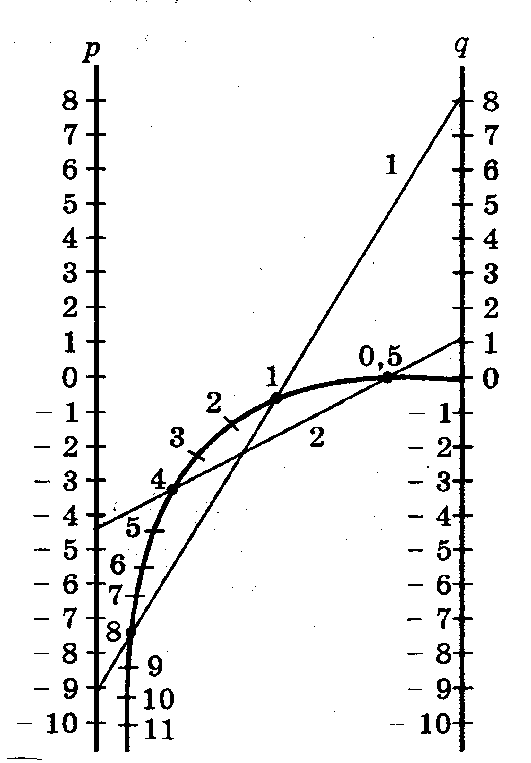 p q
8 8
7 7
6 1 6
5 5
4 4
3 3
2 2
1 1
0 1 0,5 0
− 1 2 − 1
− 2 3 2 − 2
− 3 4 − 3
− 4 5 − 4
− 5 6 − 5
− 6 7 − 6
− 7 8 − 7
− 8 9 − 8
− 9 10 − 9
− 10 11 − 10